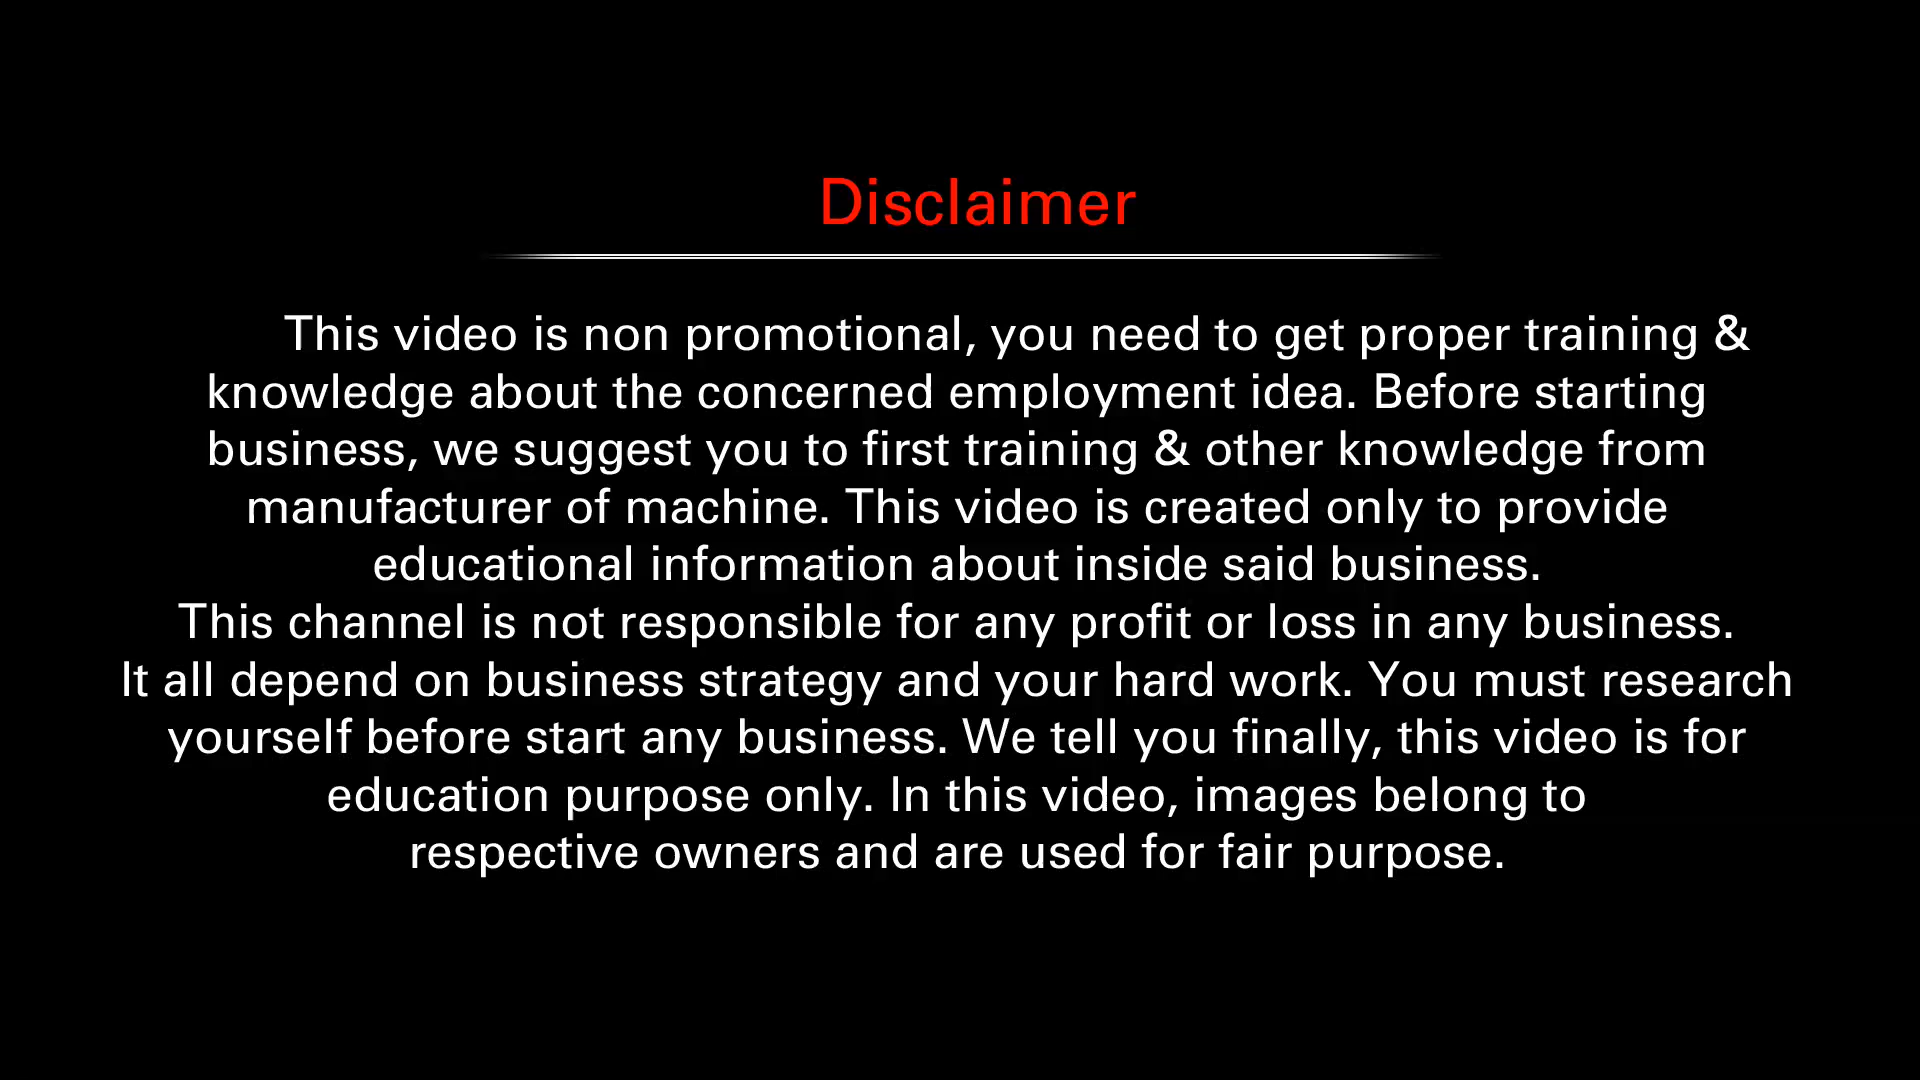 Disclaimer
This video is non promotional, you need to get proper training &
knowledge about the concerned employment idea. Before starting
business, we suggest you to first training & other knowledge from
manufacturer of machine. This video is created only to provide
educational information about inside said business.
This channel is not responsible for any profit or loss in any business.
It all depend on business strategy and your hard work. You must research
yourself before start any business. We tell you finally, this video is for
education purpose only. In this video, images belong to
respective owners and are used for fair purpose.